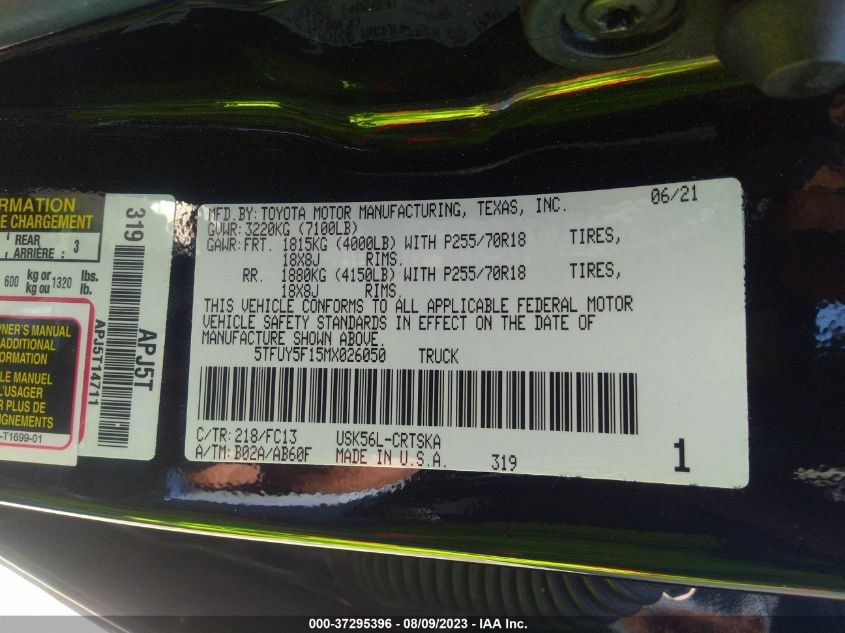 RMATION
E CHARGEMENT
REAR
ARRIÈRE : 3
600 kg or 1320 lbs.
kg ou lb.
NER'S MANUAL
ADDITIONAL
ORMATION
LE MANUEL
L'USAGER
R PLUS DE
IGNEMENTS
-T1699-01
319
APJ5T
APJ5T14711
MFD.BY:TOYOTA MOTOR MANUFACTURING, TEXAS, INC. 06/21
GVWR:3220KG (7100LB)
GAWR:FRT. 1815KG (4000LB) WITH P255/70R18 TIRES,
18X8J RIMS.
RR. 1880KG (4150LB) WITH P255/70R18 TIRES,
18X8J RIMS.
THIS VEHICLE CONFORMS TO ALL APPLICABLE FEDERAL MOTOR
VEHICLE SAFETY STANDARDS IN EFFECT ON THE DATE OF
MANUFACTURE SHOWN ABOVE.
5TFUY5F15MX026050 TRUCK
C/TR:218/FC13 USK56L-CRTSKA
A/TM:B02A/AB60F MADE IN U.S.A. 319 1
000-37295396 - 08/09/2023 - IAA Inc.